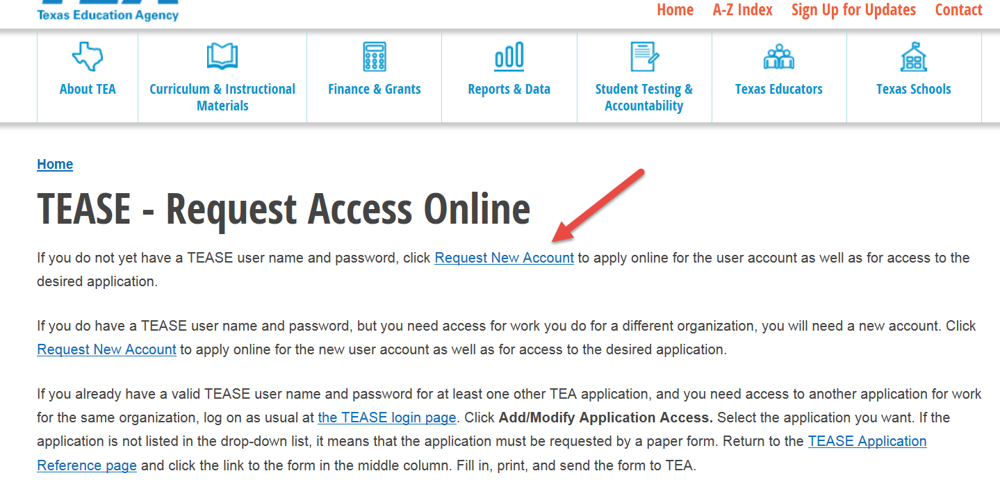 Texas Education Agency
Home A-Z Index Sign Up for Updates Contact
About TEA
Curriculum & Instructional
Materials
Finance & Grants
Reports & Data
Student Testing &
Accountability
Texas Educators
Texas Schools
Home
TEASE - Request Access Online
If you do not yet have a TEASE user name and password, click Request New Account to apply online for the user account as well as for access to the
desired application.
If you do have a TEASE user name and password, but you need access for work you do for a different organization, you will need a new account. Click
Request New Account to apply online for the new user account as well as for access to the desired application.
If you already have a valid TEASE user name and password for at least one other TEA application, and you need access to another application for work
for the same organization, log on as usual at the TEASE login page. Click Add/Modify Application Access. Select the application you want. If the
application is not listed in the drop-down list, it means that the application must be requested by a paper form. Return to the TEASE Application
Reference page and click the link to the form in the middle column. Fill in, print, and send the form to TEA.